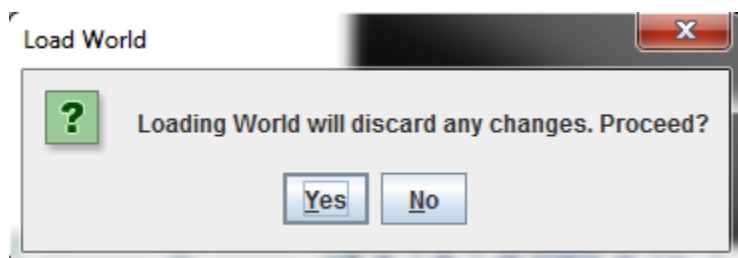 Load World
Loading World will discard any changes. Proceed?
Yes No